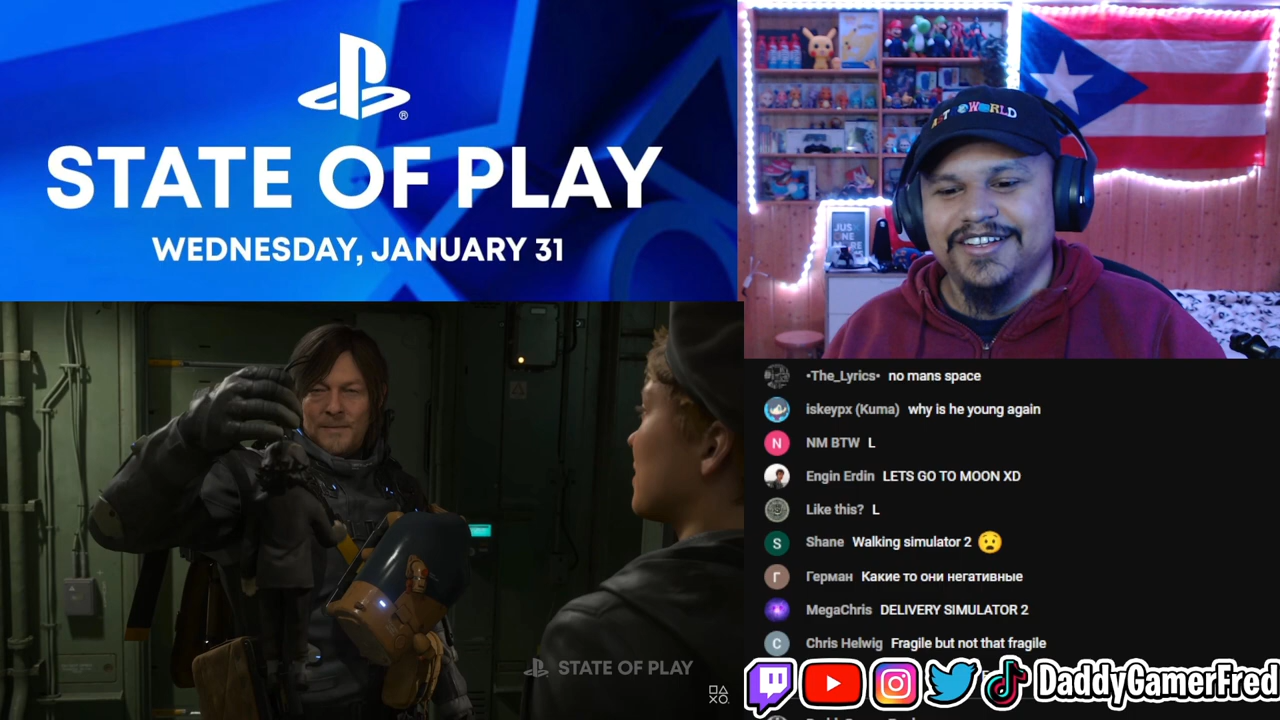 STATE OF PLAY
WEDNESDAY, JANUARY 31
STATE OF PLAY
•The_Lyrics• no mans space
iskeypx (Kuma) why is he young again
N NM BTW L
Engin Erdin LETS GO TO MOON XD
Like this? L
S Shane Walking simulator 2 😧
Г Герман Какие то они негативные
MegaChris DELIVERY SIMULATOR 2
C Chris Helwig Fragile but not that fragile
DaddyGamerFred